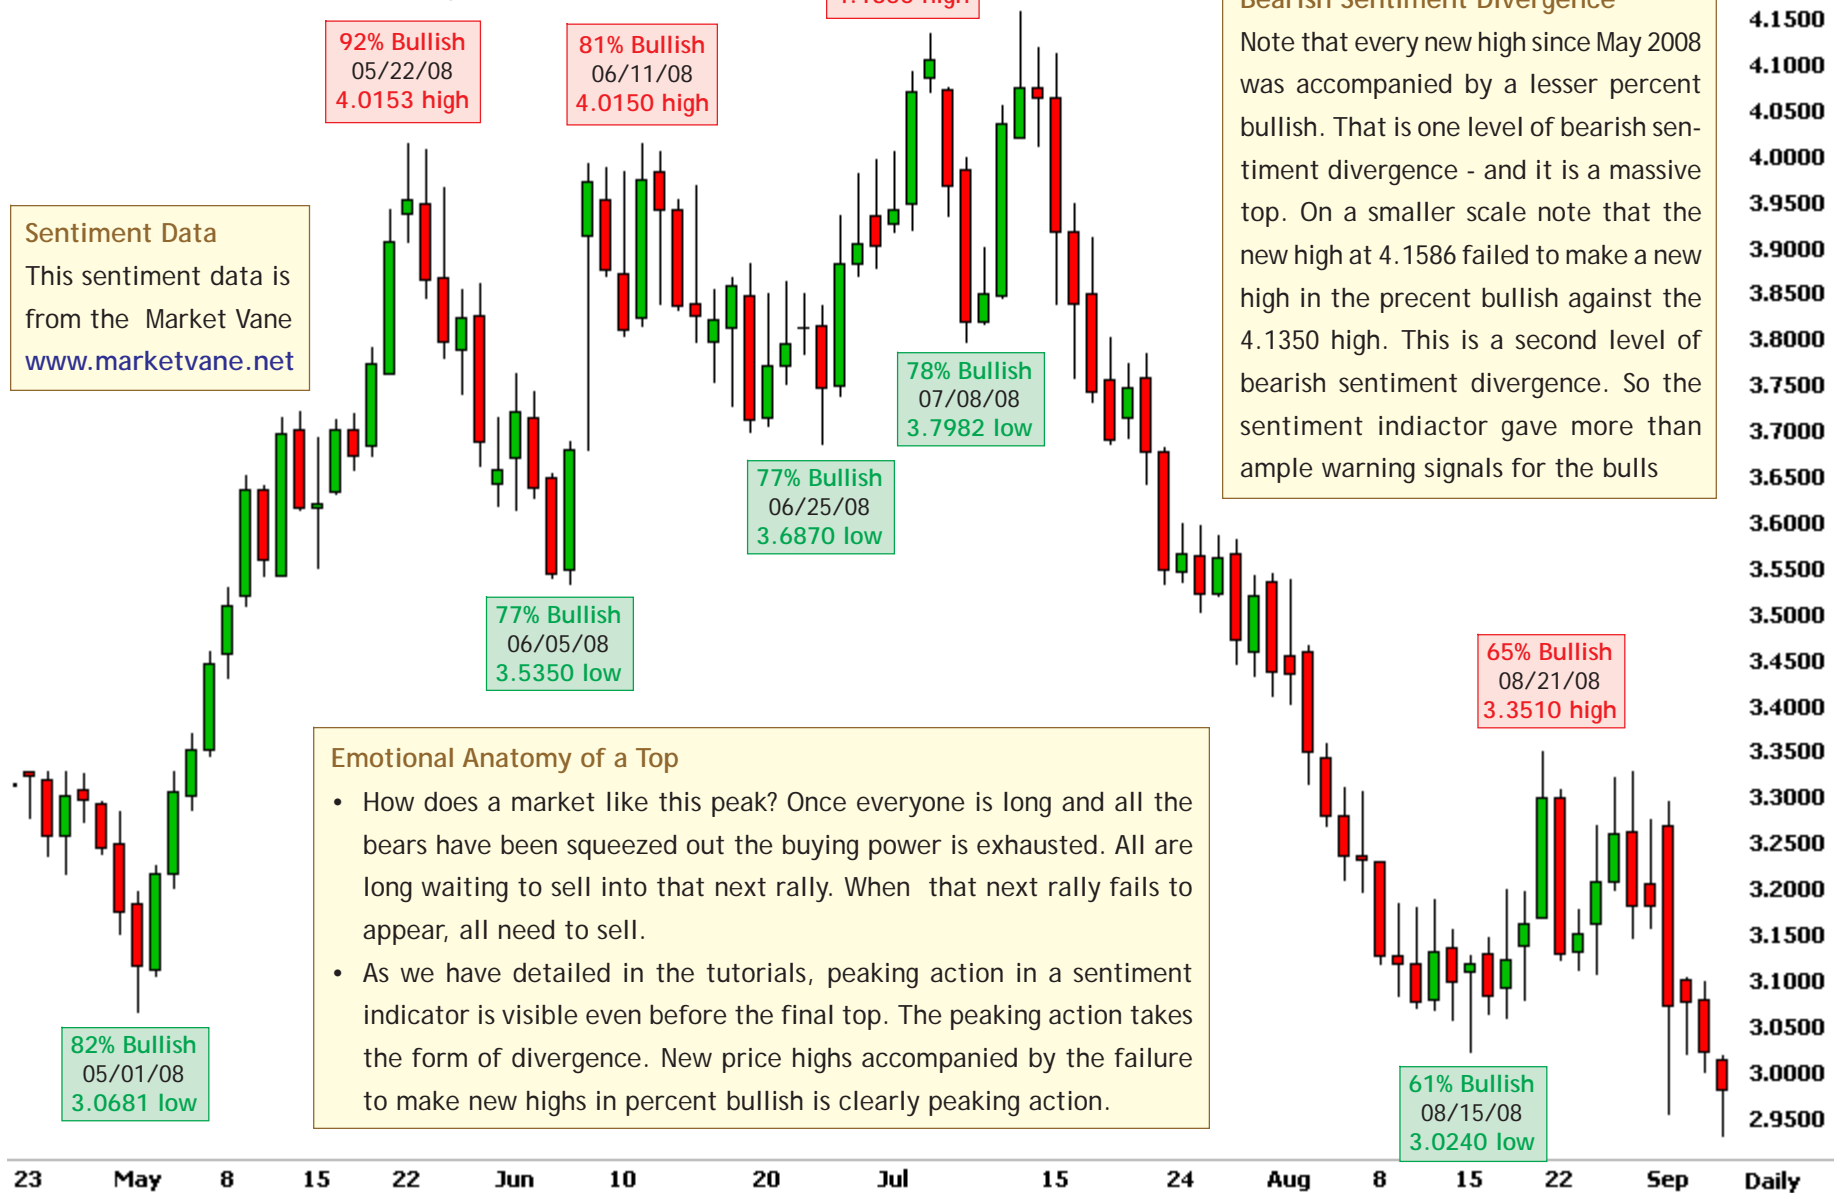 92% Bullish
05/22/08
4.0153 high
81% Bullish
06/11/08
4.0150 high
high
Bearish Sentiment Divergence
Note that every new high since May 2008
was accompanied by a lesser percent
bullish. That is one level of bearish sen-
timent divergence - and it is a massive
top. On a smaller scale note that the
new high at 4.1586 failed to make a new
high in the precent bullish against the
4.1350 high. This is a second level of
bearish sentiment divergence. So the
sentiment indiactor gave more than
ample warning signals for the bulls
Sentiment Data
This sentiment data is
from the Market Vane
www.marketvane.net
78% Bullish
07/08/08
3.7982 low
77% Bullish
06/25/08
3.6870 low
77% Bullish
06/05/08
3.5350 low
65% Bullish
08/21/08
3.3510 high
Emotional Anatomy of a Top
• How does a market like this peak? Once everyone is long and all the
bears have been squeezed out the buying power is exhausted. All are
long waiting to sell into that next rally. When that next rally fails to
appear, all need to sell.
• As we have detailed in the tutorials, peaking action in a sentiment
indicator is visible even before the final top. The peaking action takes
the form of divergence. New price highs accompanied by the failure
to make new highs in percent bullish is clearly peaking action.
82% Bullish
05/01/08
3.0681 low
61% Bullish
08/15/08
3.0240 low
4.1500
4.1000
4.0500
4.0000
3.9500
3.9000
3.8500
3.8000
3.7500
3.7000
3.6500
3.6000
3.5500
3.5000
3.4500
3.4000
3.3500
3.3000
3.2500
3.2000
3.1500
3.1000
3.0500
3.0000
2.9500
23 May 8 15 22 Jun 10 20 Jul 15 24 Aug 8 15 22 Sep Daily